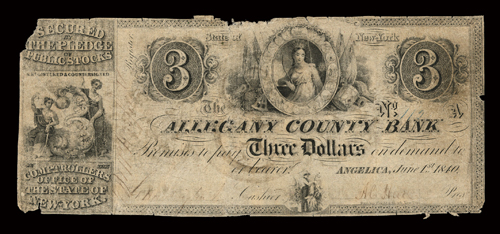 SECURED
BY
THE PLEDGE
OF
PUBLIC STOCKS
State of New-York
3 3
The No A
ALLEGANY COUNTY BANK
Promises to pay Three Dollars on demand to
or bearer. ANGELICA, June 1st 1840.
Cashier Pres
COMPTROLLERS
OFFICE OF
THE STATE OF
NEW-YORK.